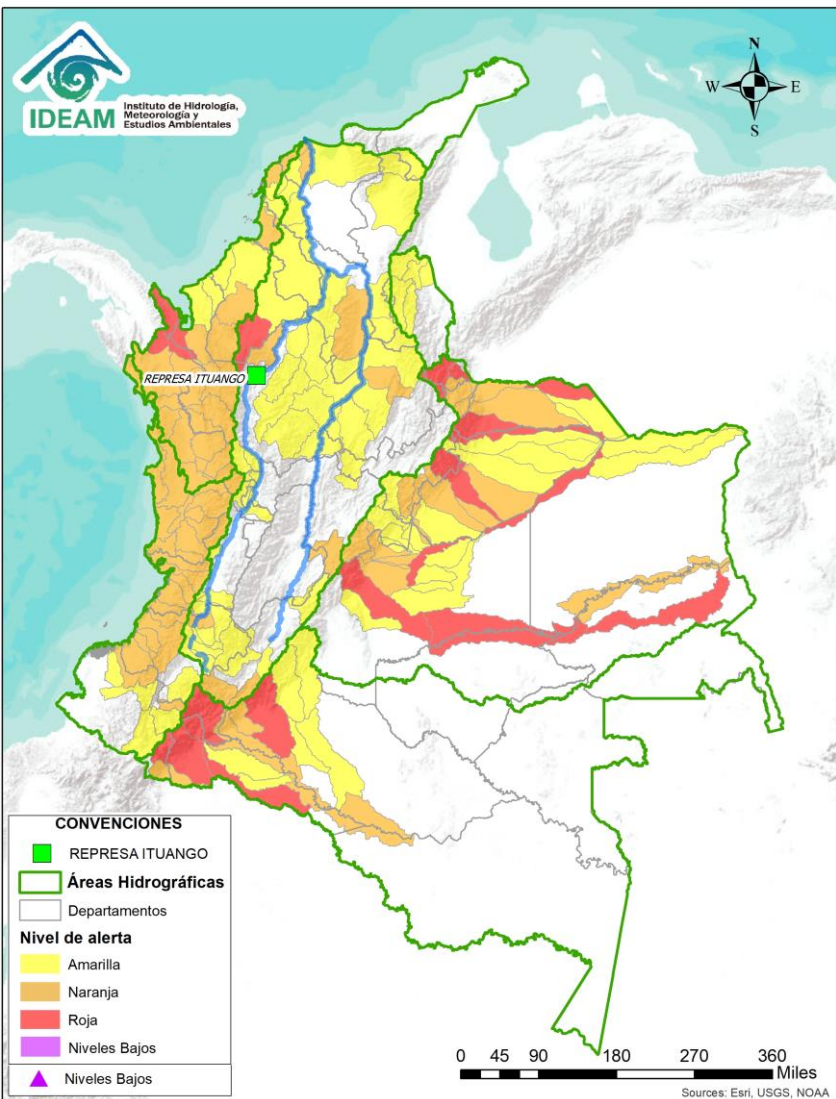 IDEAM
Instituto de Hidrología,
Meteorología y
Estudios Ambientales
N
W
E
S
REPRESA ITUANGO
CONVENCIONES
REPRESA ITUANGO
Áreas Hidrográficas
Departamentos
Nivel de alerta
Amarilla
Naranja
Roja
Niveles Bajos
Niveles Bajos
0 45 90 180 270 360
Miles
Sources: Esri, USGS, NOAA